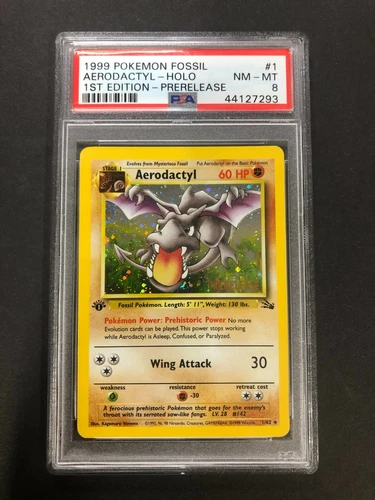 1999 POKEMON FOSSIL #1
AERODACTYL - HOLO NM - MT
1ST EDITION - PRERELEASE 8
PSA 44127293
STAGE 1 Evolves from Mysterious Fossil Put Aerodactyl on the Basic Pokémon
Aerodactyl 60 HP
Fossil Pokémon. Length: 5' 11", Weight: 130 lbs.
Pokémon Power: Prehistoric Power No more
Evolution cards can be played. This power stops working
while Aerodactyl is Asleep, Confused, or Paralyzed.
Wing Attack 30
weakness resistance retreat cost
-30
A ferocious prehistoric Pokémon that goes for the enemy's
throat with its serrated saw-like fangs. LV. 28 #142
Illus. Kagemaru Himeno 1/62